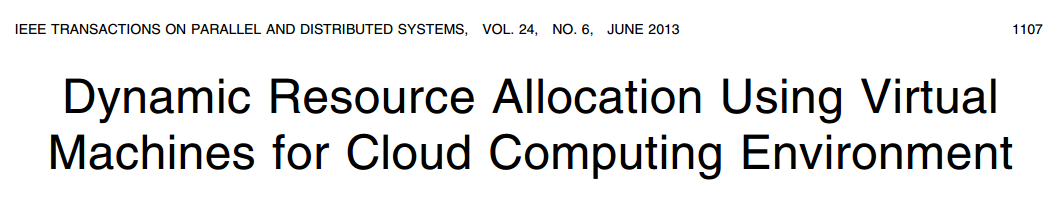 IEEE TRANSACTIONS ON PARALLEL AND DISTRIBUTED SYSTEMS, VOL. 24, NO. 6, JUNE 2013 1107
Dynamic Resource Allocation Using Virtual
Machines for Cloud Computing Environment